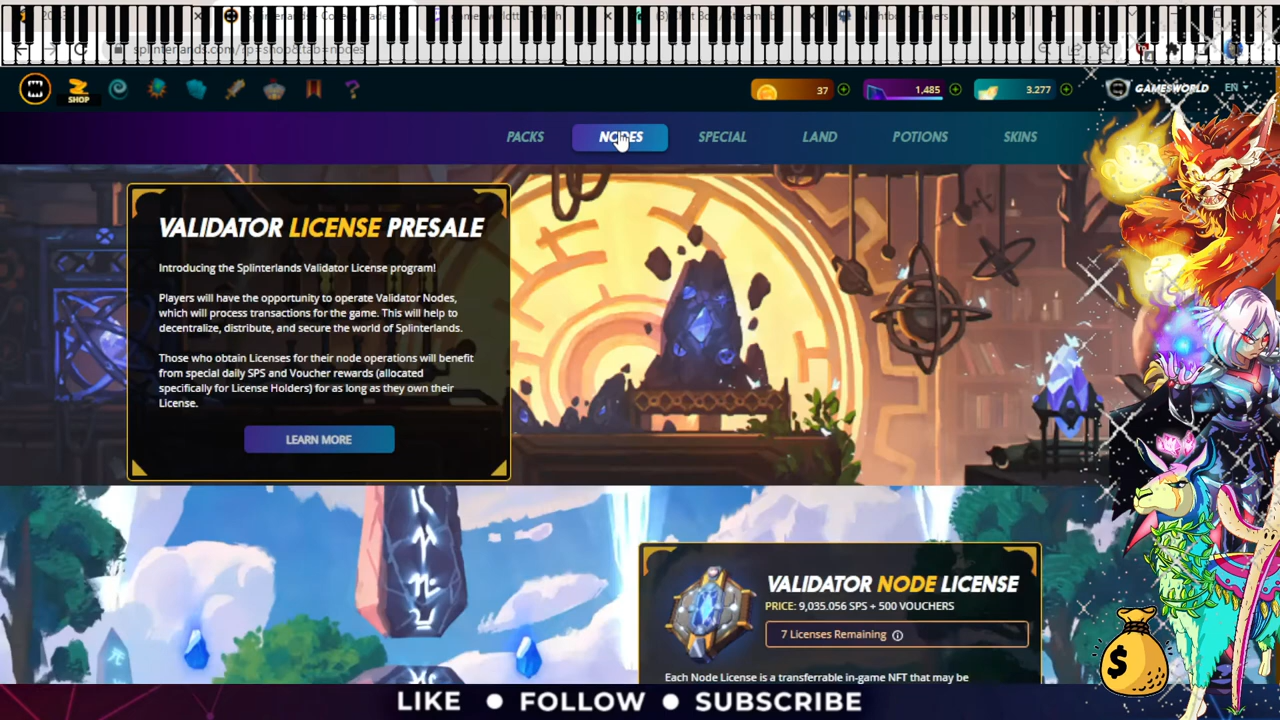 splinterlands.com/?p=shop&tab=nodes
SHOP
37
1,485
3.277
GAMESWORLD
EN
PACKS
NODES
SPECIAL
LAND
POTIONS
SKINS
VALIDATOR LICENSE PRESALE
Introducing the Splinterlands Validator License program!
Players will have the opportunity to operate Validator Nodes,
which will process transactions for the game. This will help to
decentralize, distribute, and secure the world of Splinterlands.
Those who obtain Licenses for their node operations will benefit
from special daily SPS and Voucher rewards (allocated
specifically for License Holders) for as long as they own their
License.
LEARN MORE
VALIDATOR NODE LICENSE
PRICE: 9,035.056 SPS + 500 VOUCHERS
7 Licenses Remaining
Each Node License is a transferrable in-game NFT that may be
$
LIKE ● FOLLOW ● SUBSCRIBE